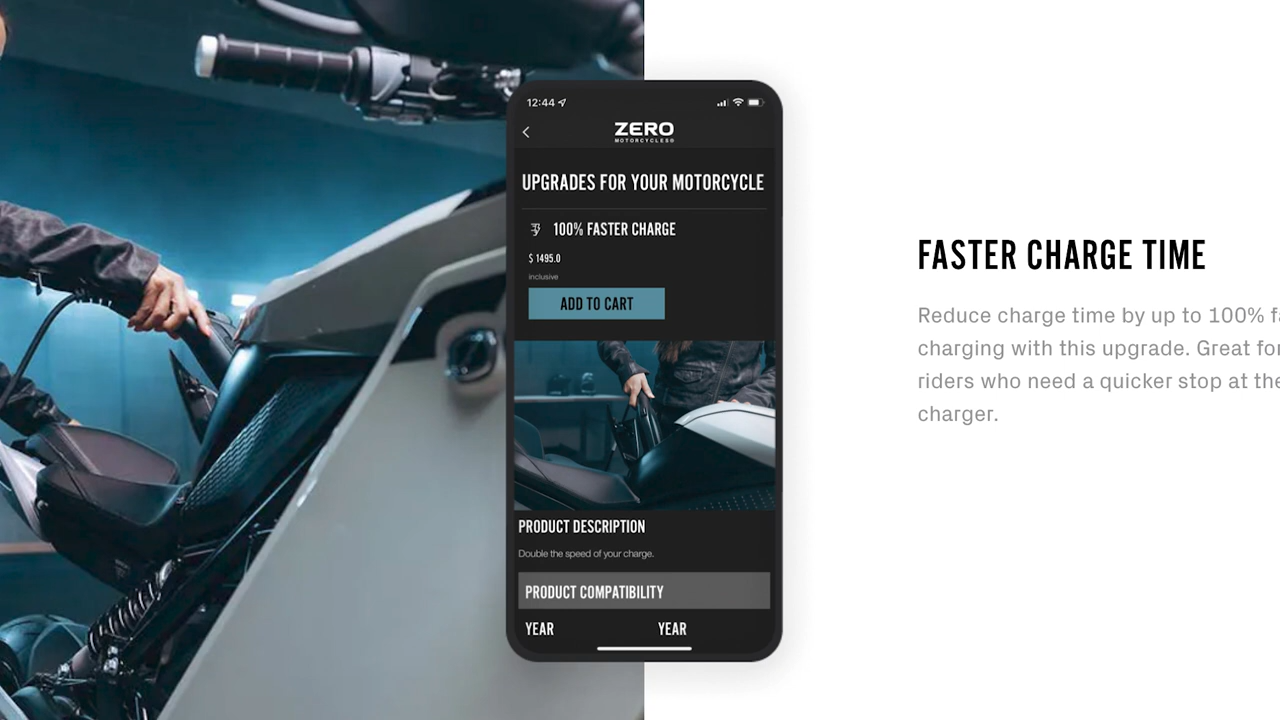 12:44
ZERO
MOTORCYCLES®
UPGRADES FOR YOUR MOTORCYCLE
100% FASTER CHARGE
$ 1495.0
inclusive
ADD TO CART
PRODUCT DESCRIPTION
Double the speed of your charge.
PRODUCT COMPATIBILITY
YEAR YEAR
FASTER CHARGE TIME
Reduce charge time by up to 100% fa
charging with this upgrade. Great for
riders who need a quicker stop at the
charger.